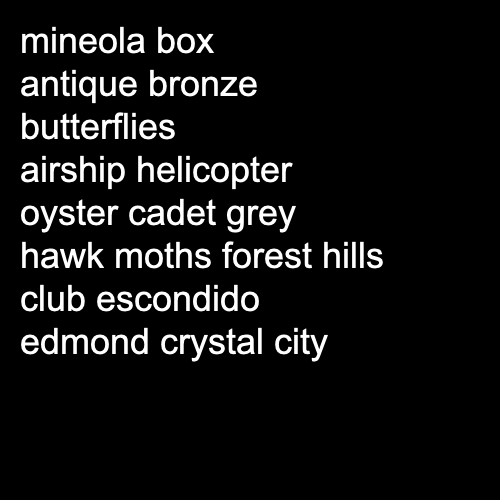 mineola box
antique bronze
butterflies
airship helicopter
oyster cadet grey
hawk moths forest hills
club escondido
edmond crystal city